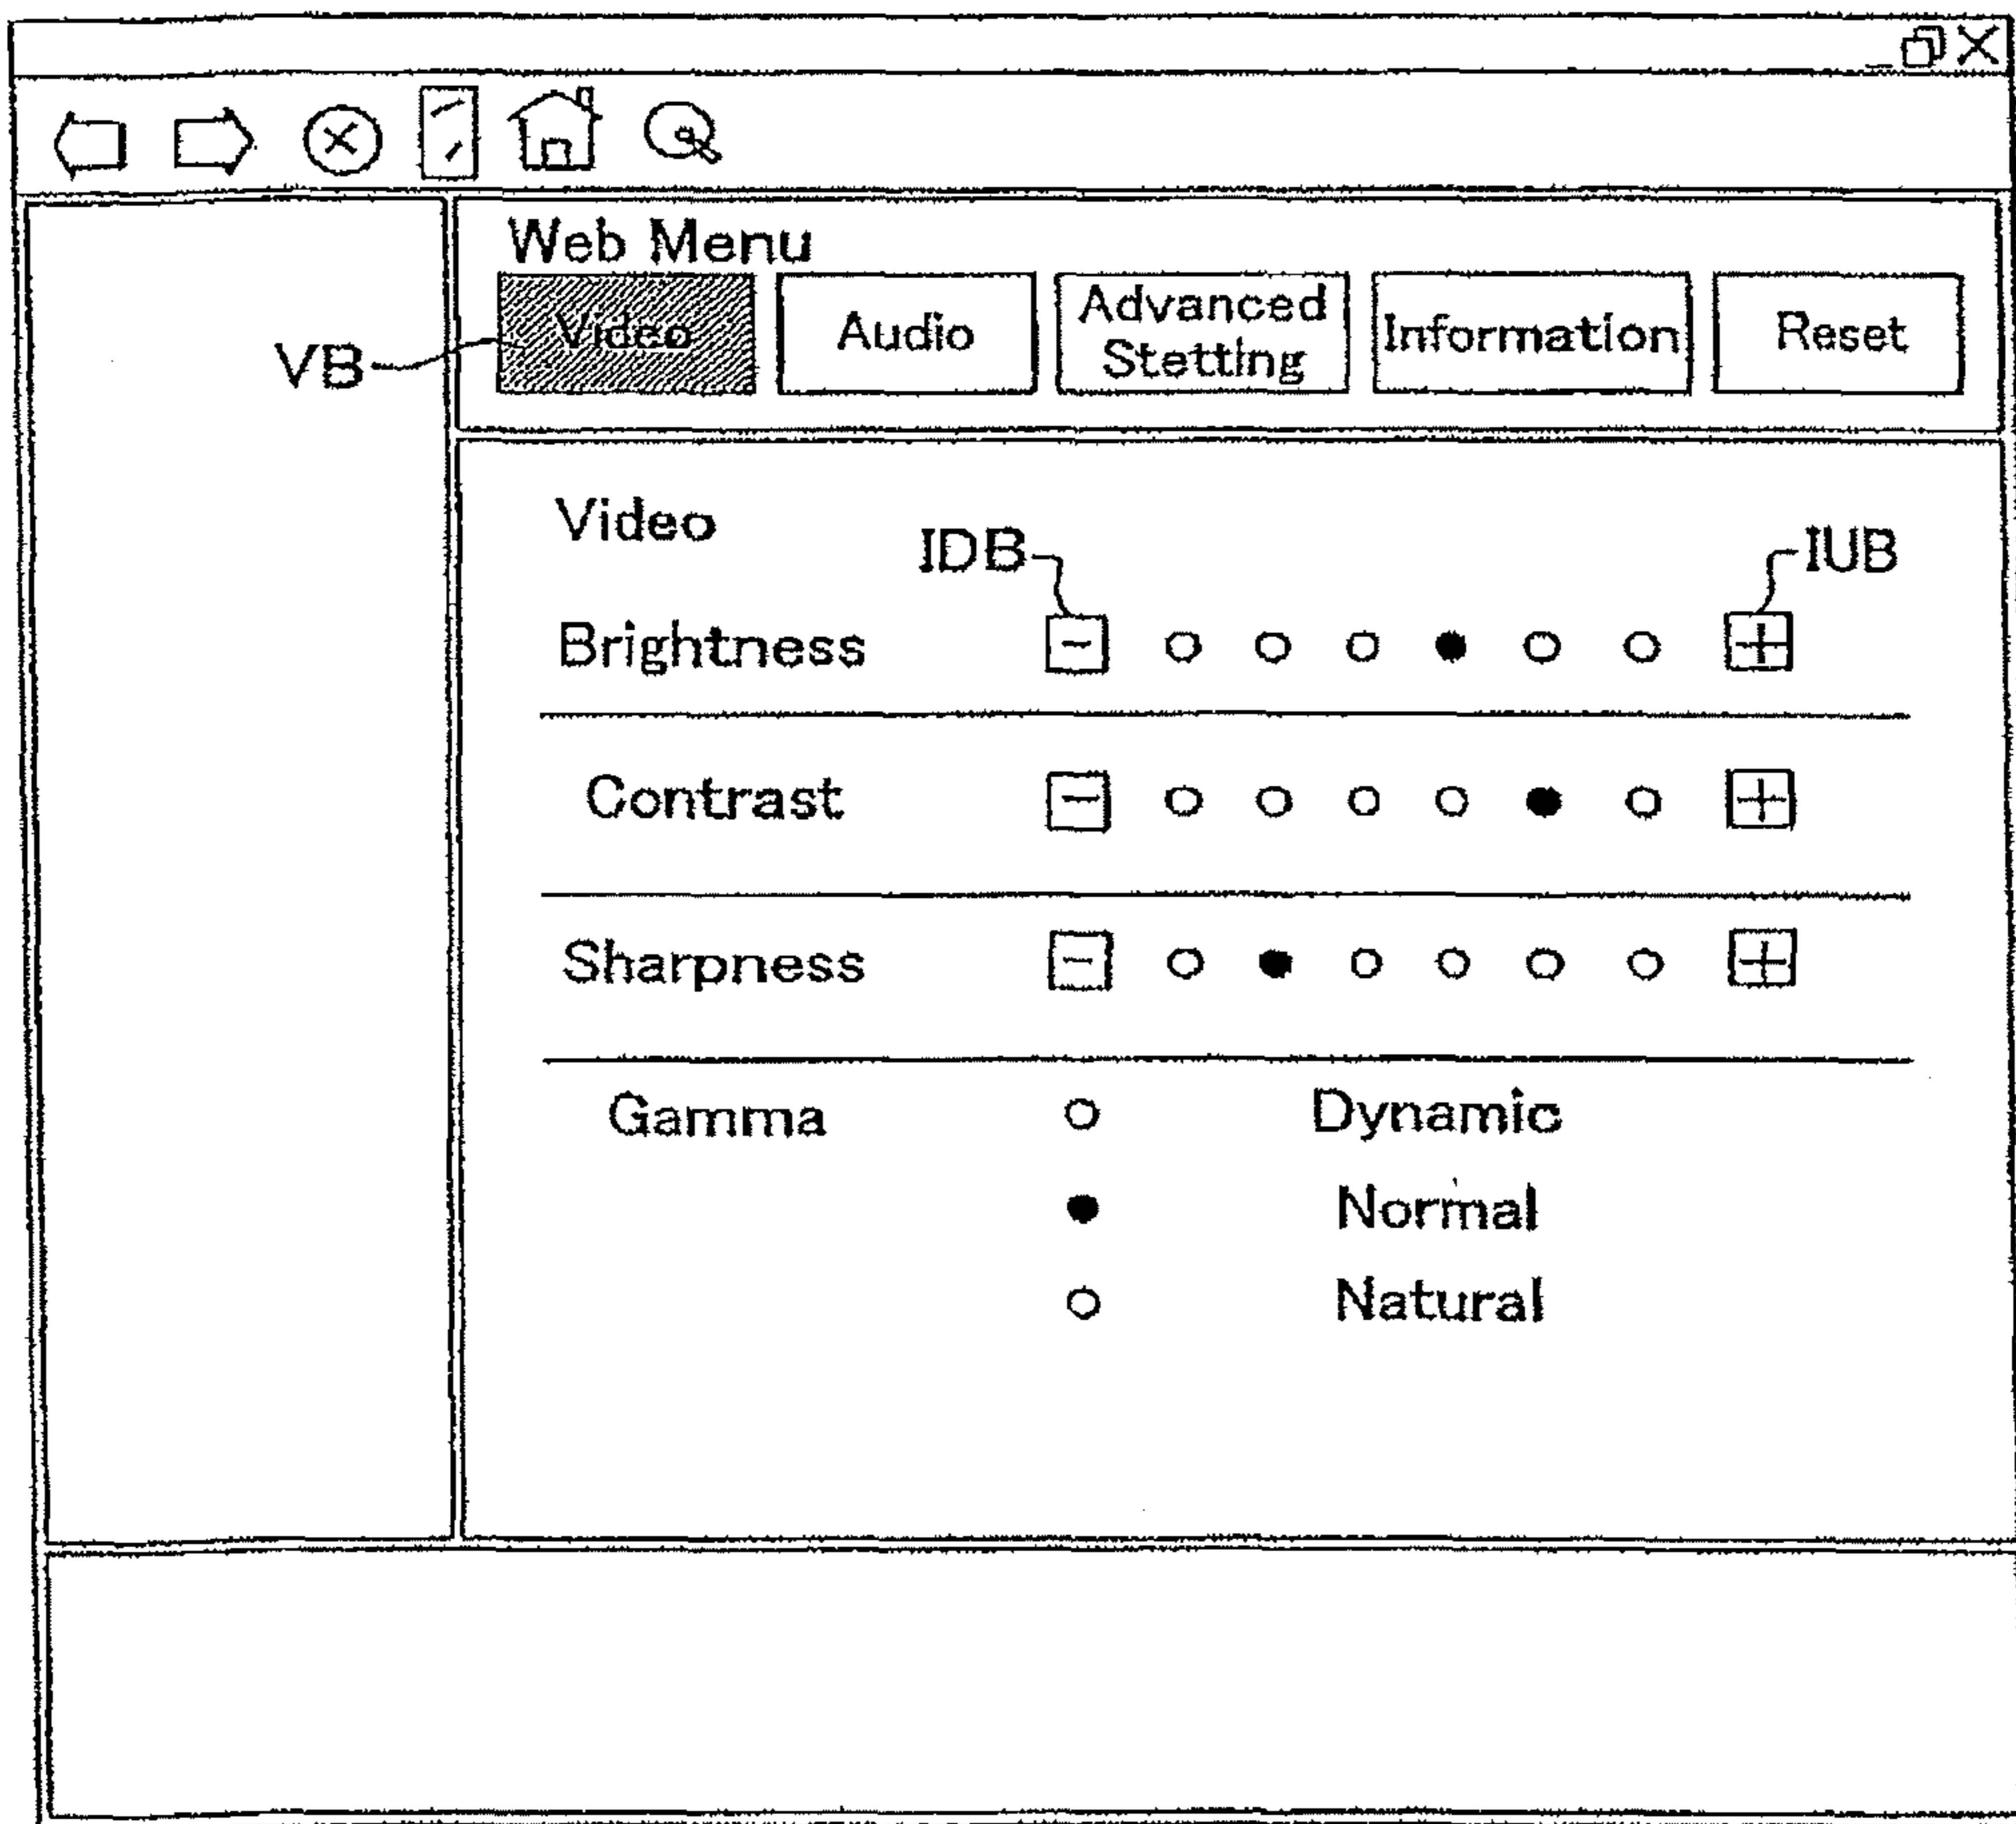 Web Menu
VB
Video
Audio
Advanced
Stetting
Information
Reset
Video
IDB
IUB
Brightness
-
+
Contrast
-
+
Sharpness
-
+
Gamma
Dynamic
Normal
Natural